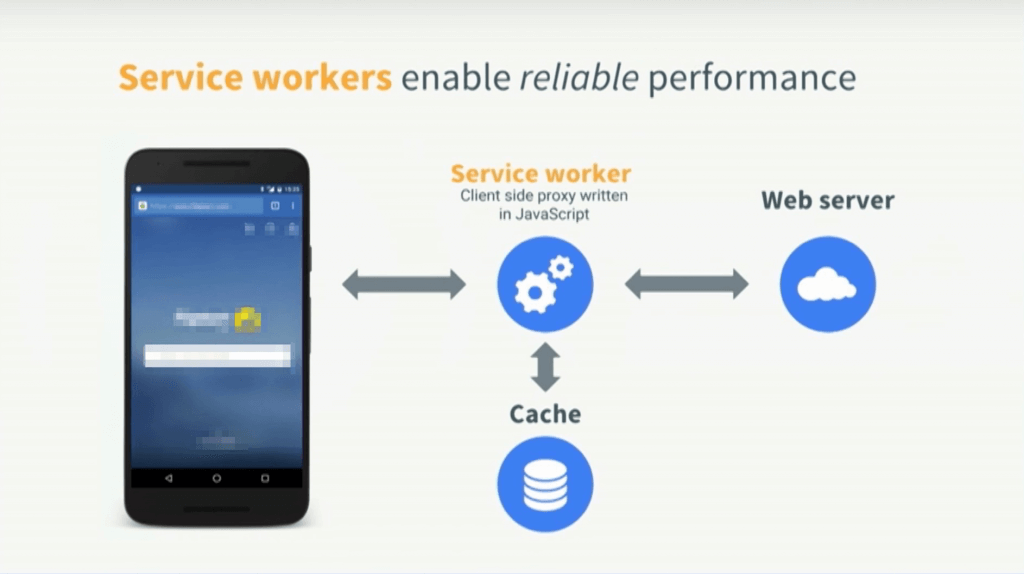 Service workers enable reliable performance
Service worker
Client side proxy written
in JavaScript
Web server
Cache